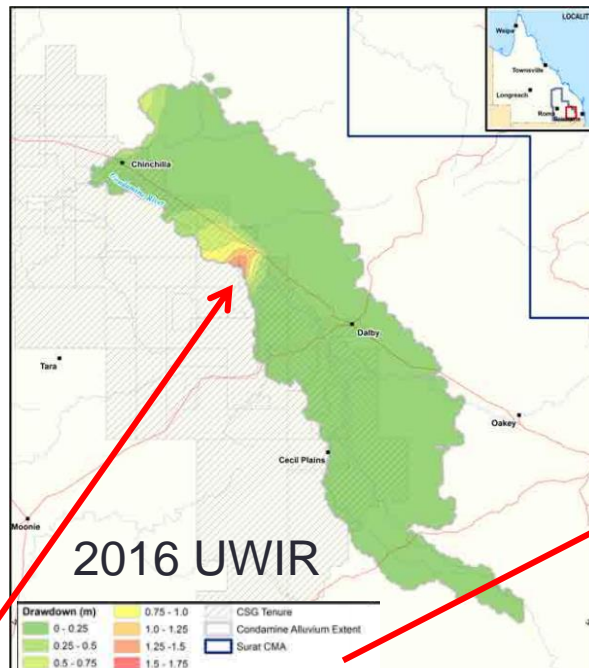 LOCALIT
Weipa
Townsville
Longreach
Roma
Chinchilla
Condamine River
Dalby
Tara
Oakey
Cecil Plains
Moonie
2016 UWIR
Drawdown (m)
0 - 0.25
0.25 - 0.5
0.5 - 0.75
0.75 - 1.0
1.0 - 1.25
1.25 - 1.5
1.5 - 1.75
CSG Tenure
Condamine Alluvium Extent
Surat CMA